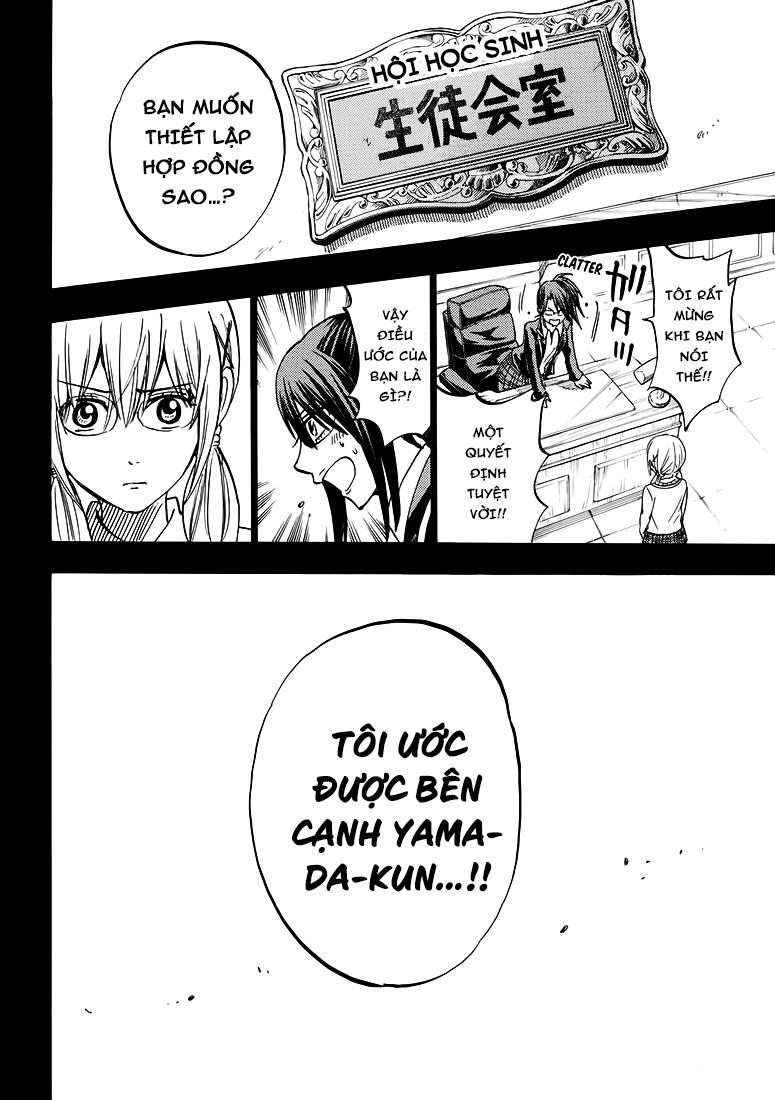 HỘI HỌC SINH
生徒会室
BẠN MUỐN
THIẾT LẬP
HỢP ĐỒNG
SAO...?
TÔI RẤT
MỪNG
KHI BẠN
NÓI
THẾ!!
CLATTER
ガタッ
MỘT
QUYẾT
ĐỊNH
TUYỆT
VỜI!!
VẬY
ĐIỀU
ƯỚC CỦA
BẠN LÀ
GÌ?!
TÔI ƯỚC
ĐƯỢC BÊN
CẠNH YAMA-
DA-KUN...!!